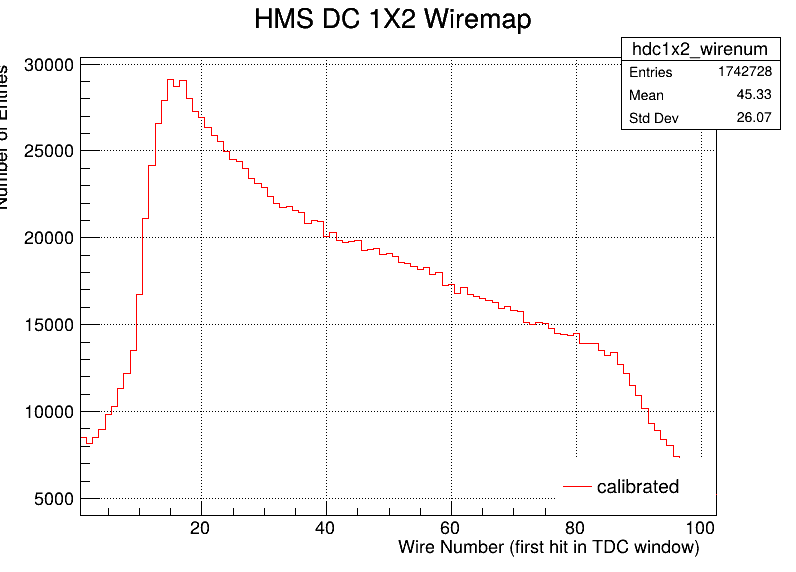 HMS DC 1X2 Wiremap
hdc1x2_wirenum
Entries 1742728
Mean 45.33
Std Dev 26.07
Number of Entries
30000
25000
20000
15000
10000
5000
calibrated
20 40 60 80 100
Wire Number (first hit in TDC window)